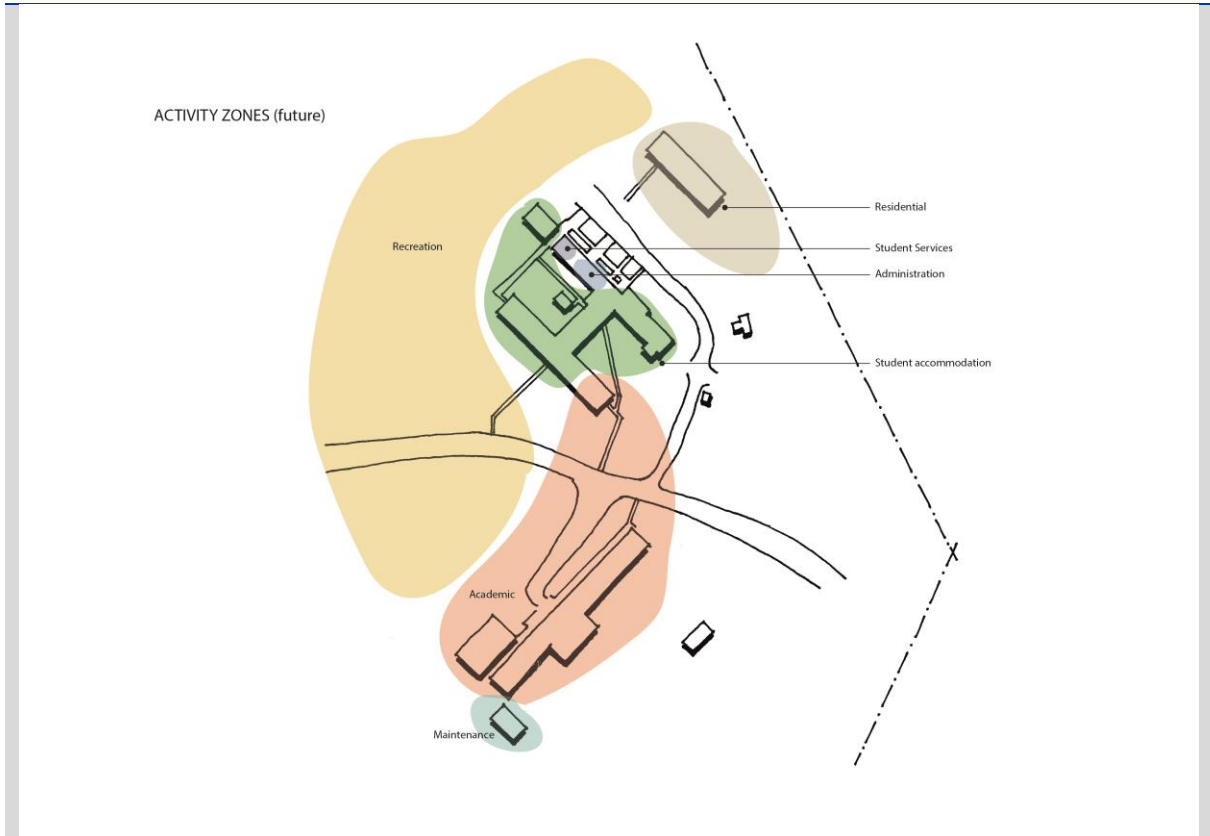 ACTIVITY ZONES (future)
Residential
Recreation
Student Services
Administration
Student accommodation
Academic
Maintenance